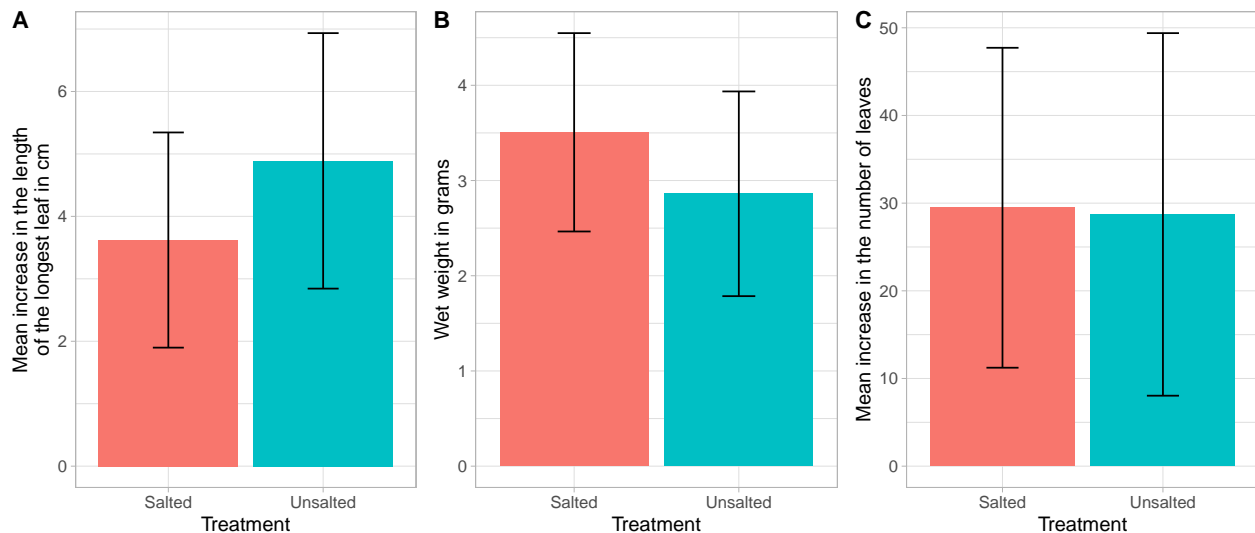 A
Mean increase in the length
of the longest leaf in cm
6
4
2
0
Salted
Unsalted
Treatment
B
Wet weight in grams
4
3
2
1
0
Salted
Unsalted
Treatment
C
Mean increase in the number of leaves
50
40
30
20
10
0
Salted
Unsalted
Treatment